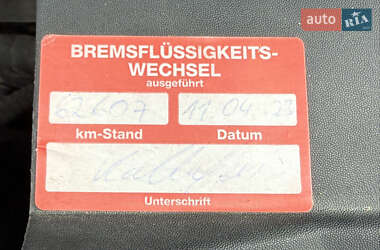 auto RIA
BREMSFLÜSSIGKEITS-
WECHSEL
ausgeführt
62607 11 04 23
km-Stand Datum
Unterschrift